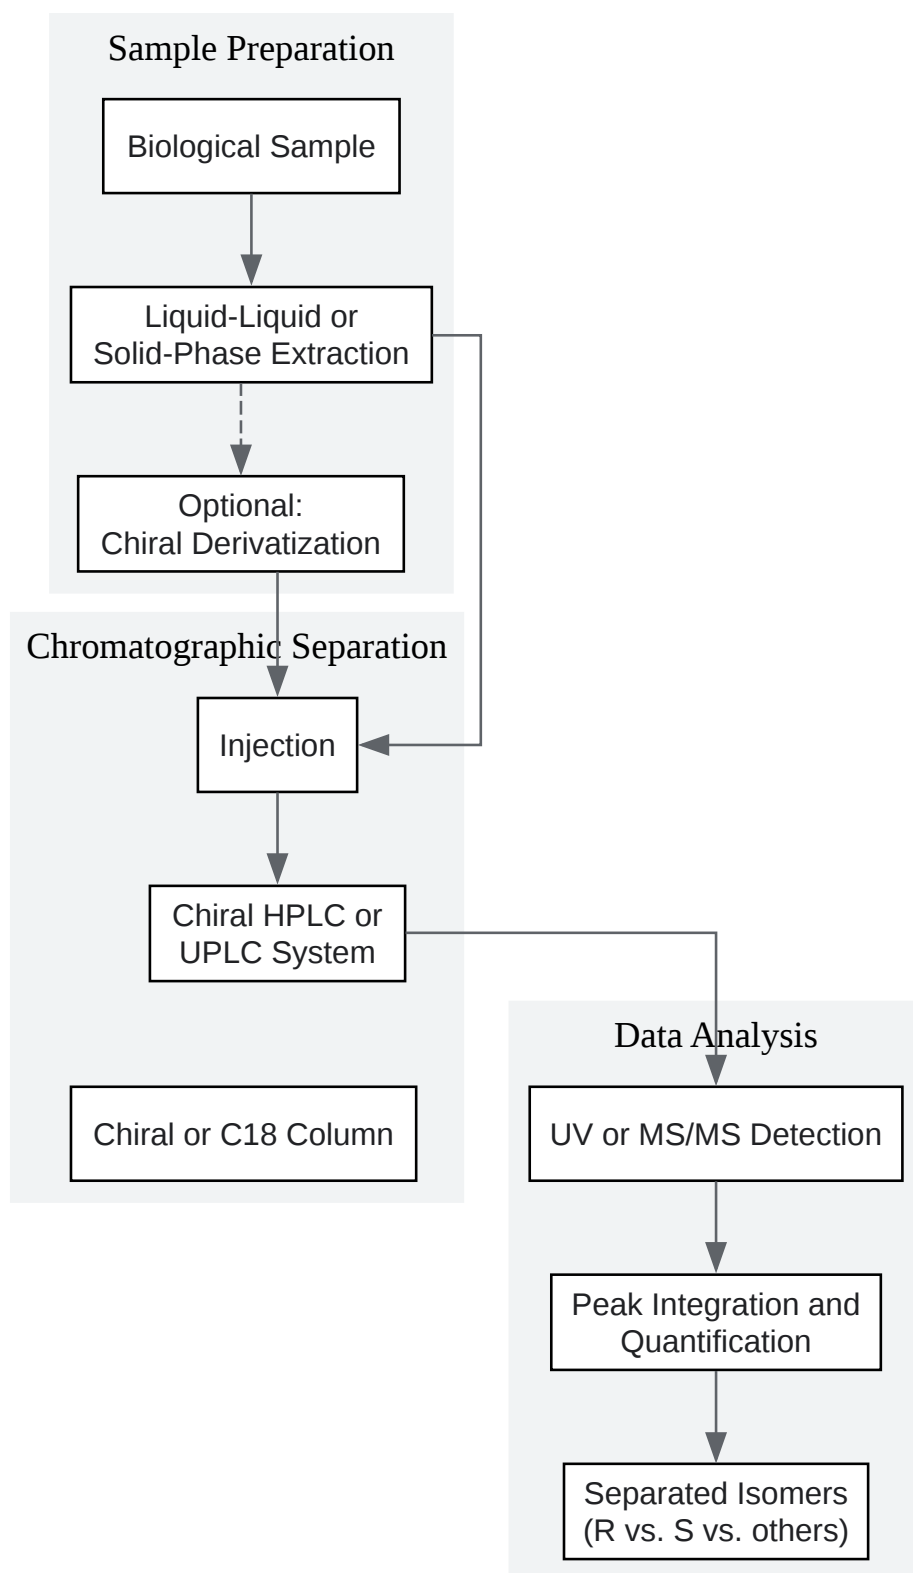 Sample Preparation
Biological Sample
Liquid-Liquid or
Solid-Phase Extraction
Optional:
Chiral Derivatization
Chromatographic Separation
Injection
Chiral HPLC or
UPLC System
Chiral or C18 Column
Data Analysis
UV or MS/MS Detection
Peak Integration and
Quantification
Separated Isomers
(R vs. S vs. others)